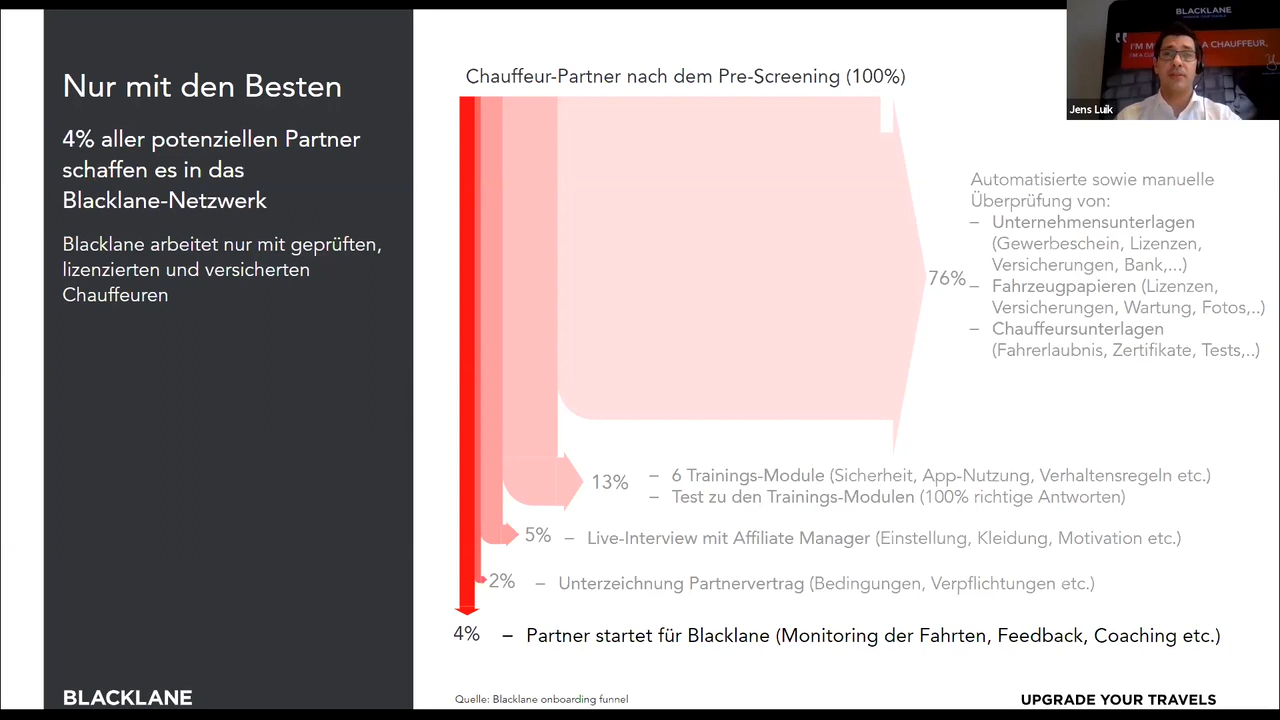 Nur mit den Besten
4% aller potenziellen Partner
schaffen es in das
Blacklane-Netzwerk
Blacklane arbeitet nur mit geprüften,
lizenzierten und versicherten
Chauffeuren
BLACKLANE
Chauffeur-Partner nach dem Pre-Screening (100%)
76%
Automatisierte sowie manuelle
Überprüfung von:
– Unternehmensunterlagen
(Gewerbeschein, Lizenzen,
Versicherungen, Bank,...)
– Fahrzeugpapieren (Lizenzen,
Versicherungen, Wartung, Fotos,..)
– Chauffeursunterlagen
(Fahrerlaubnis, Zertifikate, Tests,..)
13%
– 6 Trainings-Module (Sicherheit, App-Nutzung, Verhaltensregeln etc.)
– Test zu den Trainings-Modulen (100% richtige Antworten)
5% – Live-Interview mit Affiliate Manager (Einstellung, Kleidung, Motivation etc.)
2% – Unterzeichnung Partnervertrag (Bedingungen, Verpflichtungen etc.)
4% – Partner startet für Blacklane (Monitoring der Fahrten, Feedback, Coaching etc.)
Quelle: Blacklane onboarding funnel
UPGRADE YOUR TRAVELS
BLACKLANE
I'M M
A CHAUFFEUR,
Jens Luik